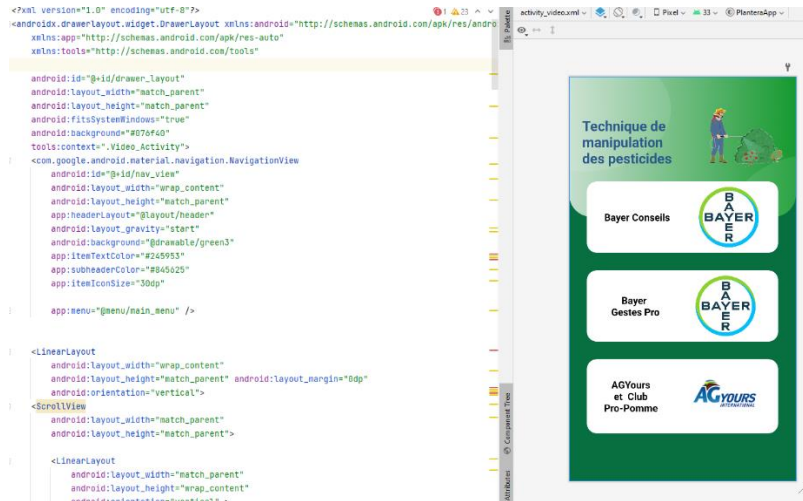 <?xml version="1.0" encoding="utf-8"?>
<androidx.drawerlayout.widget.DrawerLayout xmlns:android="http://schemas.android.com/apk/res/andro
xmlns:app="http://schemas.android.com/apk/res-auto"
xmlns:tools="http://schemas.android.com/tools"
android:id="@+id/drawer_layout"
android:layout_width="match_parent"
android:layout_height="match_parent"
android:fitsSystemWindows="true"
android:background="#076f40"
tools:context=".Video_Activity">
<com.google.android.material.navigation.NavigationView
android:id="@+id/nav_view"
android:layout_width="wrap_content"
android:layout_height="match_parent"
app:headerLayout="@layout/header"
android:layout_gravity="start"
android:background="@drawable/green3"
app:itemTextColor="#245953"
app:subheaderColor="#845625"
app:itemIconSize="30dp"
app:menu="@menu/main_menu" />
<LinearLayout
android:layout_width="wrap_content"
android:layout_height="match_parent" android:layout_margin="0dp"
android:orientation="vertical">
<ScrollView
android:layout_width="match_parent"
android:layout_height="match_parent">
<LinearLayout
android:layout_width="match_parent"
android:layout_height="wrap_content"
1 23
Palette
Component Tree
Attributes
activity_video.xml Pixel 33 PlanteraApp
Technique de
manipulation
des pesticides
Bayer Conseils
BAYER
BAYER
Bayer
Gestes Pro
BAYER
BAYER
AGYours
et Club
Pro-Pomme
AGYOURS
INTERNATIONAL